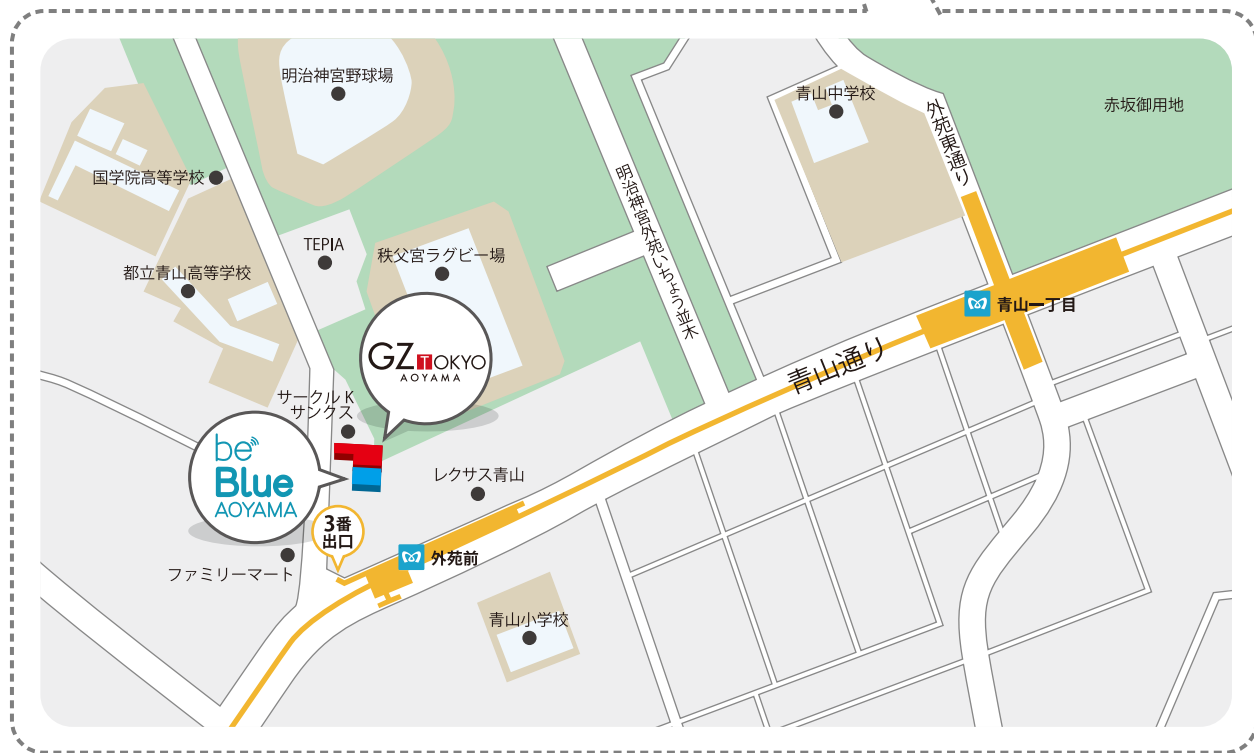 明治神宮野球場
青山中学校
赤坂御用地
外苑東通り
国学院高等学校
明治神宮外苑いちょう並木
TEPIA
秩父宮ラグビー場
都立青山高等学校
青山一丁目
GZ TOKYO
AOYAMA
青山通り
サークルK
サンクス
be
Blue
AOYAMA
レクサス青山
3番
出口
外苑前
ファミリーマート
青山小学校